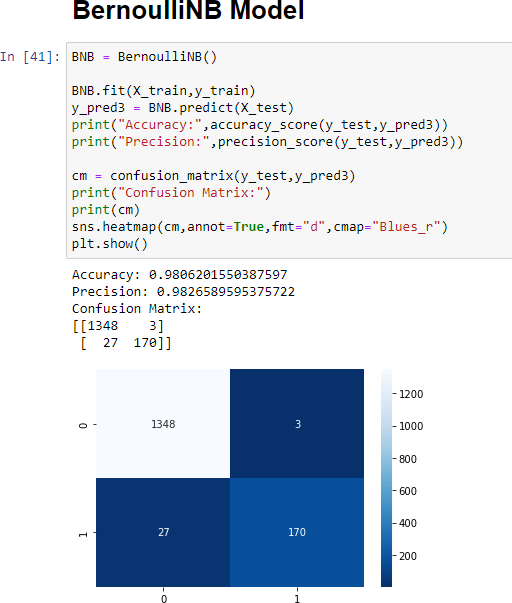 BernoulliNB Model
In [41]:
BNB = BernoulliNB()
BNB.fit(X_train,y_train)
y_pred3 = BNB.predict(X_test)
print("Accuracy:",accuracy_score(y_test,y_pred3))
print("Precision:",precision_score(y_test,y_pred3))
cm = confusion_matrix(y_test,y_pred3)
print("Confusion Matrix:")
print(cm)
sns.heatmap(cm,annot=True,fmt="d",cmap="Blues_r")
plt.show()
Accuracy: 0.9806201550387597
Precision: 0.9826589595375722
Confusion Matrix:
[[1348    3]
 [  27  170]]
0
1348
3
1
27
170
0
1
1200
1000
800
600
400
200